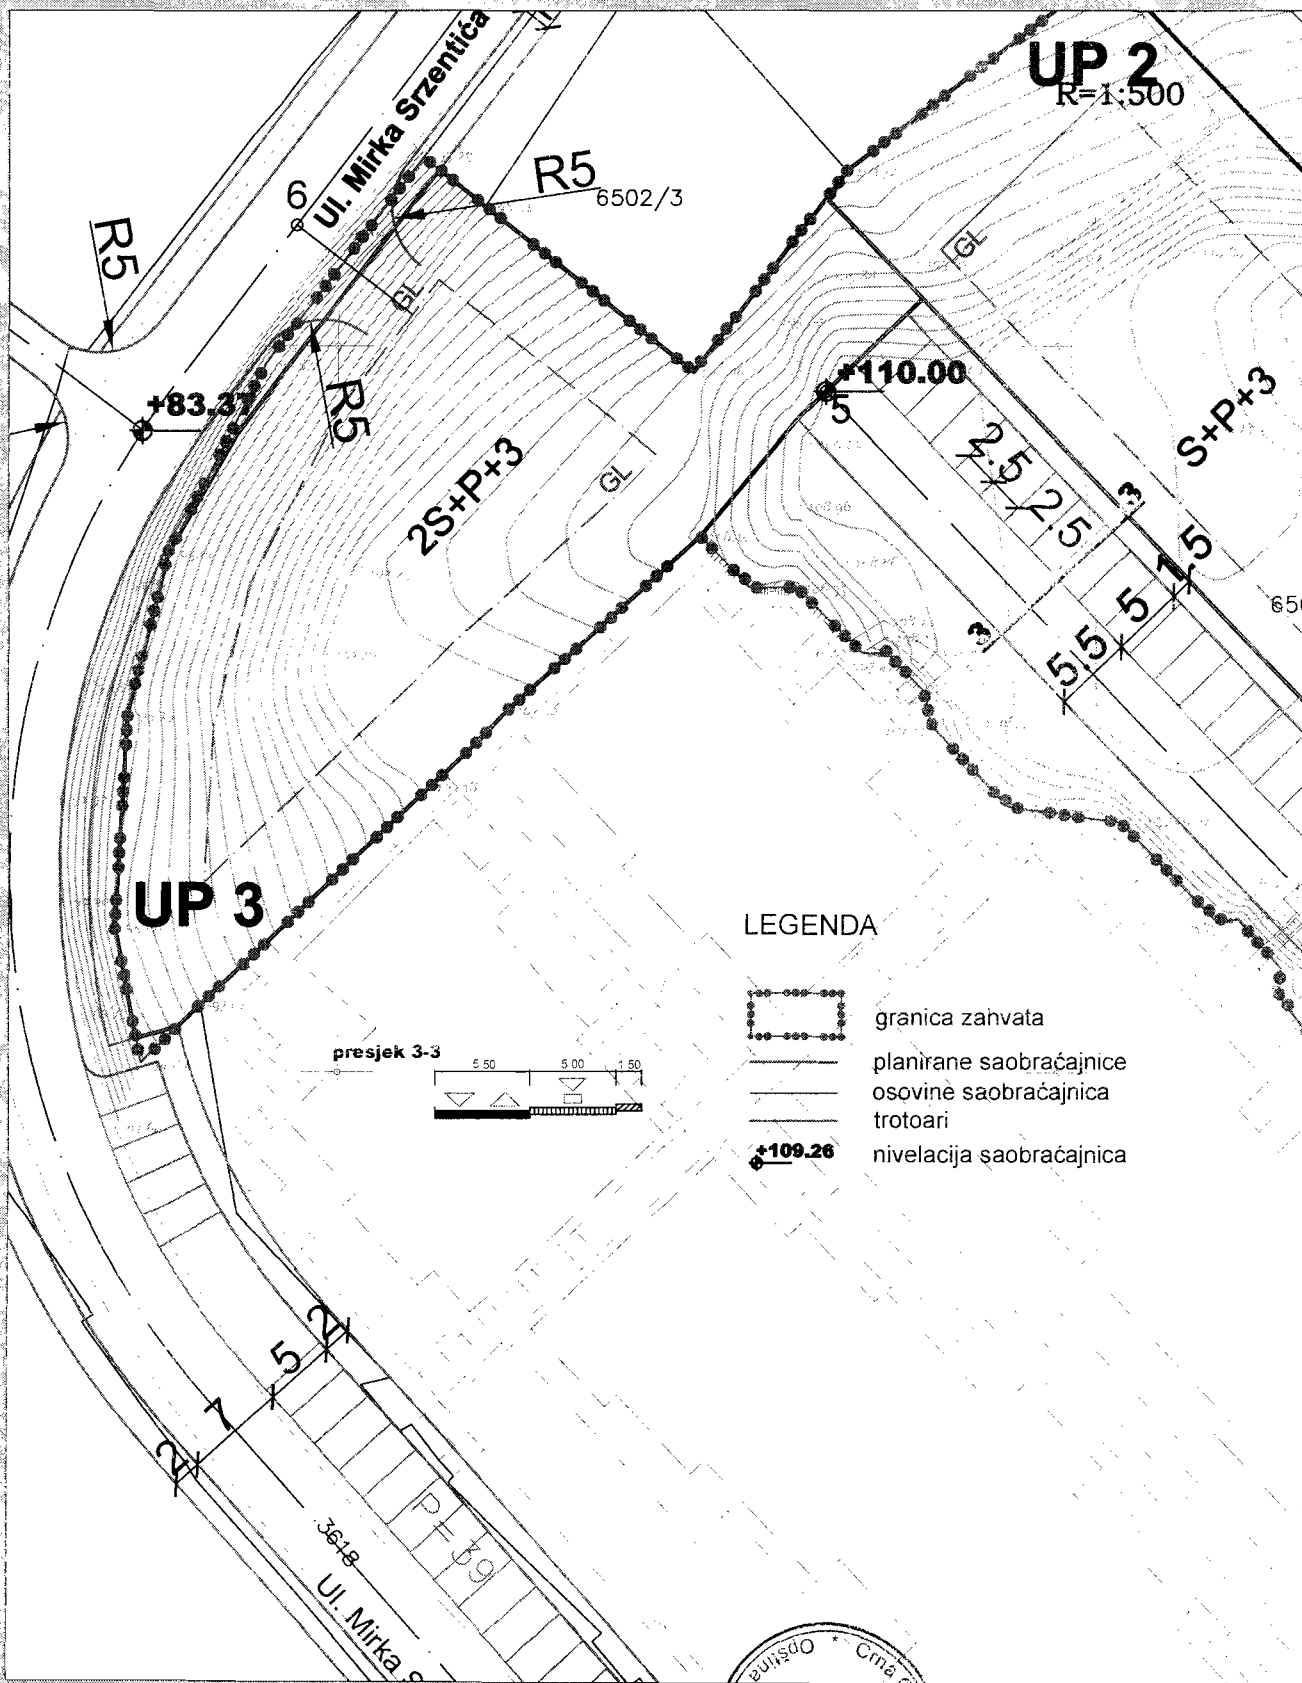 UP 2
R=1:500
Ul. Mirka Srzentića
R5
6502/3
6
R5
GL
GL
+83.37
R5
+110.00
5
S+P+3
2S+P+3
GL
2.5
2.5
3
1.5
5
3
5.5
UP 3
LEGENDA
granica zahvata
planirane saobraćajnice
osovine saobraćajnica
trotoari
+109.26 nivelacija saobraćajnica
presjek 3-3
5 50 5 00 1 50
2
5
7
2
P=39
3618
Ul. Mirka S
Opština * Crna